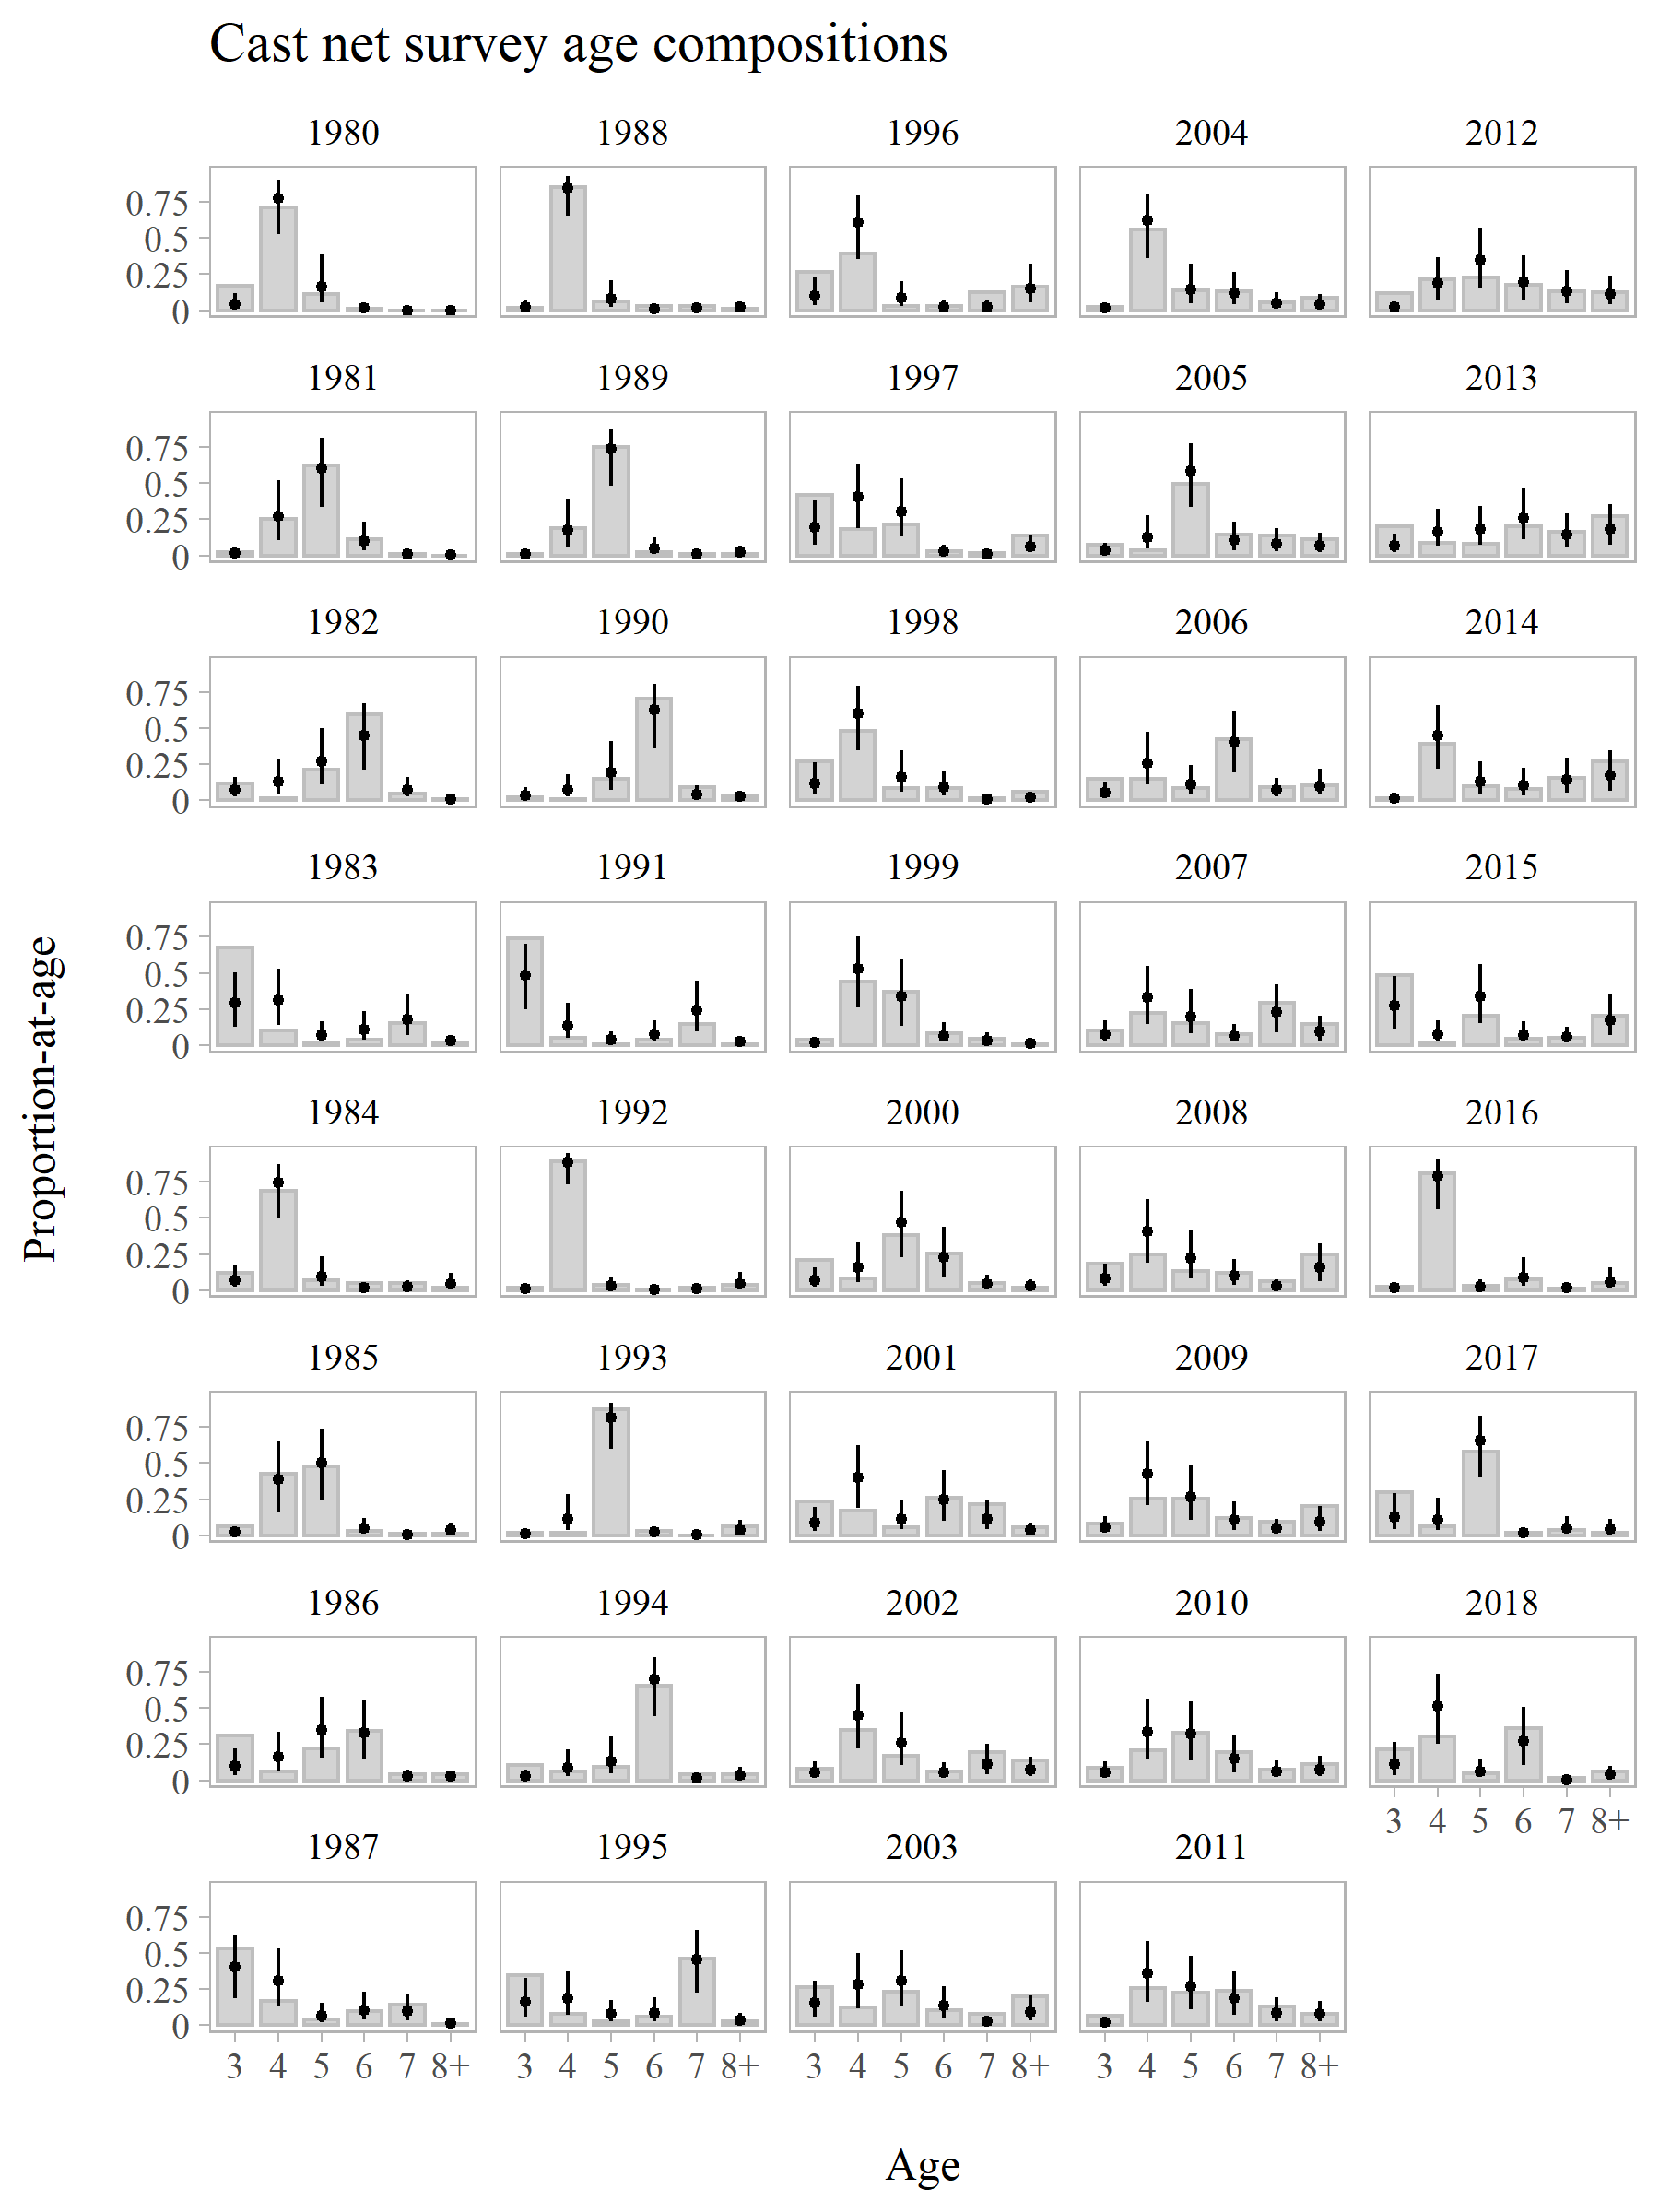 Cast net survey age compositions
1980 1988 1996 2004 2012
0.75
0.5
0.25
0
1981 1989 1997 2005 2013
0.75
0.5
0.25
0
1982 1990 1998 2006 2014
0.75
0.5
0.25
0
1983 1991 1999 2007 2015
0.75
0.5
0.25
0
Proportion-at-age
1984 1992 2000 2008 2016
0.75
0.5
0.25
0
1985 1993 2001 2009 2017
0.75
0.5
0.25
0
1986 1994 2002 2010 2018
0.75
0.5
0.25
0
3 4 5 6 7 8+
1987 1995 2003 2011
0.75
0.5
0.25
0
3 4 5 6 7 8+ 3 4 5 6 7 8+ 3 4 5 6 7 8+ 3 4 5 6 7 8+
Age